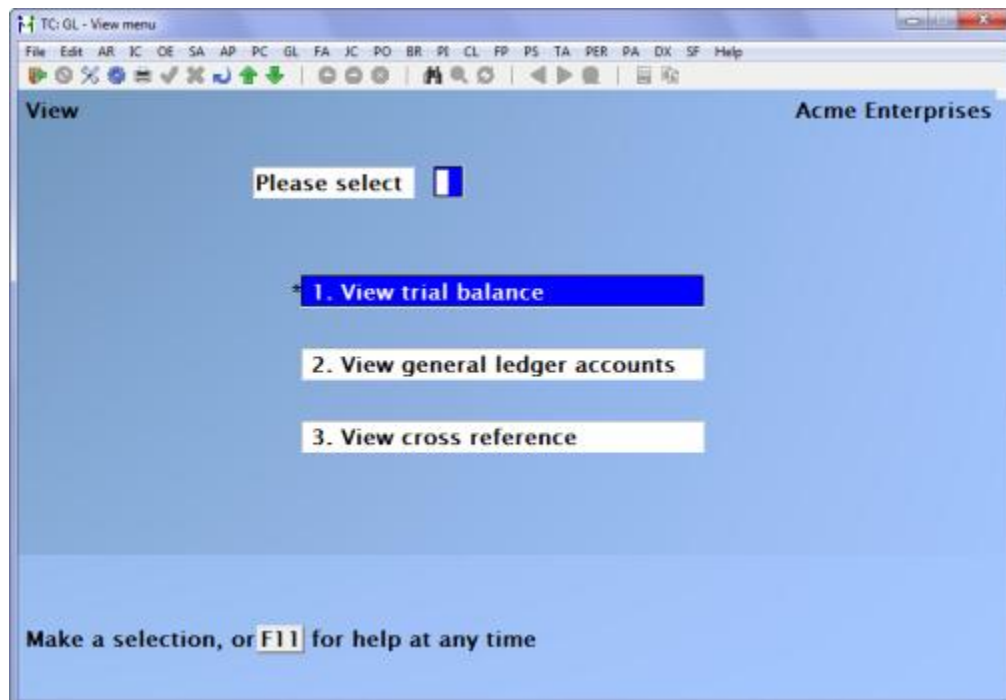 TC: GL - View menu
File Edit AR IC OE SA AP PC GL FA JC PO BR PI CL FP PS TA PER PA DX SF Help
View Acme Enterprises
Please select
* 1. View trial balance
2. View general ledger accounts
3. View cross reference
Make a selection, or F11 for help at any time